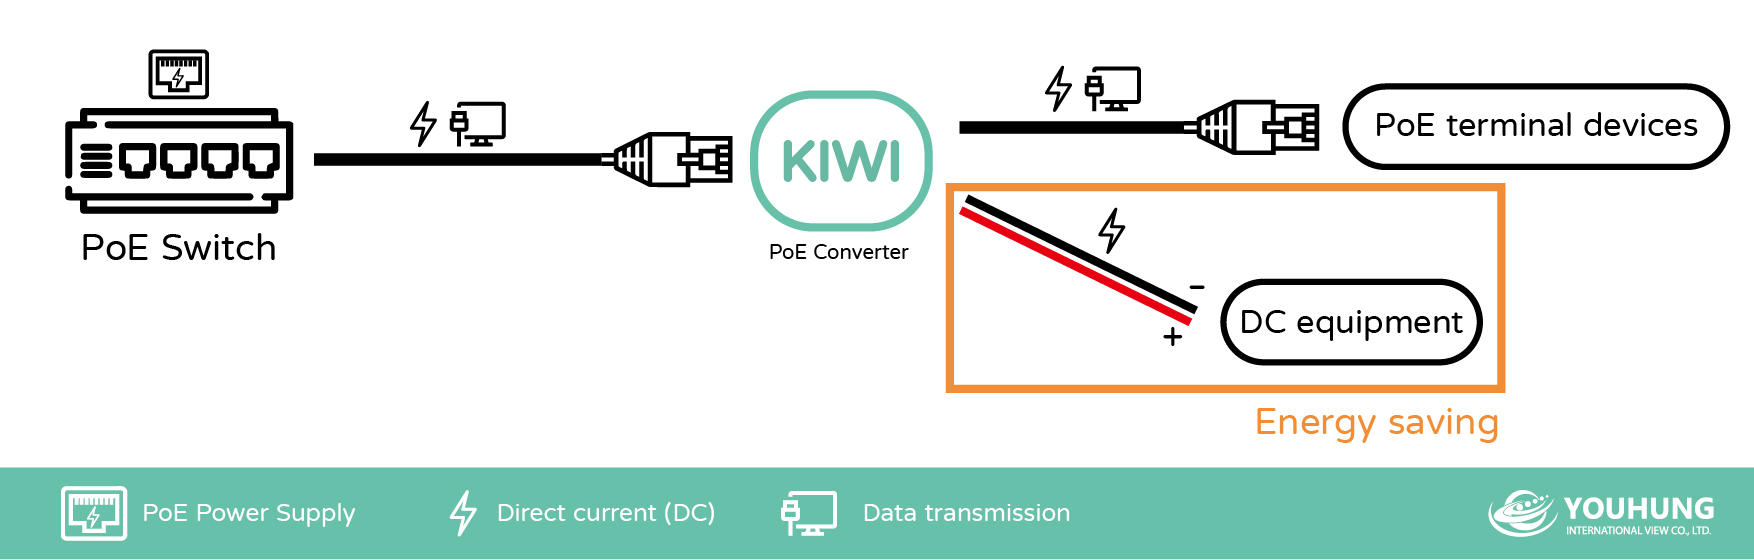 PoE Switch
KIWI
PoE Converter
PoE terminal devices
-
+
DC equipment
Energy saving
PoE Power Supply
Direct current (DC)
Data transmission
YOUHUNG
INTERNATIONAL VIEW CO., LTD.